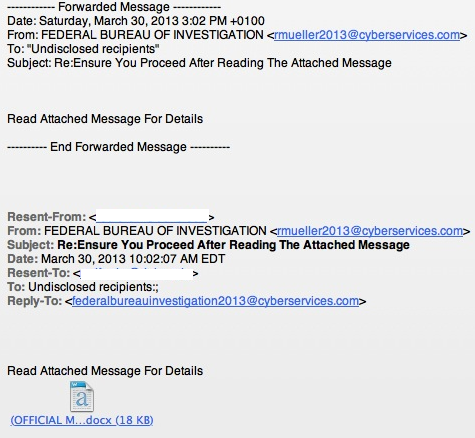 ------------ Forwarded Message ------------
Date: Saturday, March 30, 2013 3:02 PM +0100
From: FEDERAL BUREAU OF INVESTIGATION <rmueller2013@cyberservices.com>
To: "Undisclosed recipients"
Subject: Re:Ensure You Proceed After Reading The Attached Message
Read Attached Message For Details
---------- End Forwarded Message ----------
Resent-From: < >
From: FEDERAL BUREAU OF INVESTIGATION <rmueller2013@cyberservices.com>
Subject: Re:Ensure You Proceed After Reading The Attached Message
Date: March 30, 2013 10:02:07 AM EDT
Resent-To: < >
To: Undisclosed recipients:;
Reply-To: <federalbureauinvestigation2013@cyberservices.com>
Read Attached Message For Details
a
(OFFICIAL M...docx (18 KB)